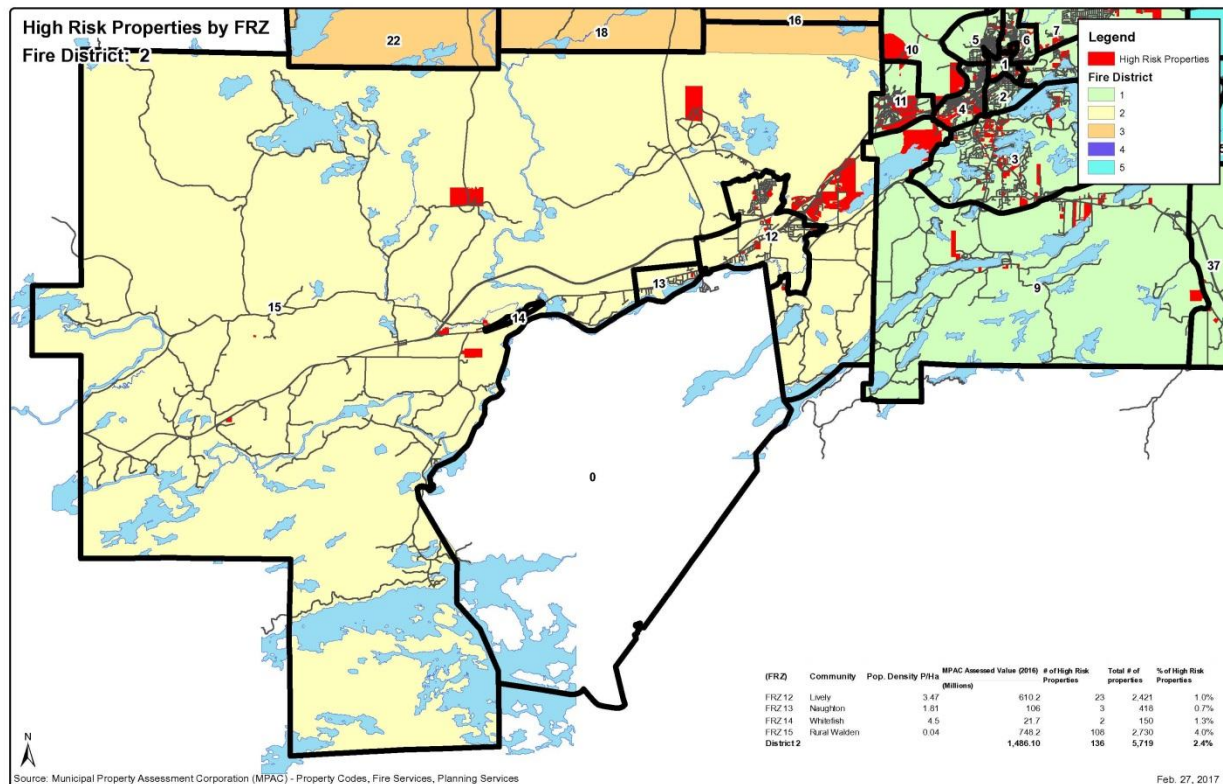 High Risk Properties by FRZ
Fire District: 2
22
18
16
10
5
6
7
1
2
11
4
3
Legend
High Risk Properties
Fire District
1
2
3
4
5
12
13
14
15
9
37
0
(FRZ) Community Pop. Density P/Ha MPAC Assessed Value (2016) (Millions) # of High Risk Properties Total # of properties % of High Risk Properties
FRZ 12 Lively 3.47 610.2 23 2,421 1.0%
FRZ 13 Naughton 1.81 106 3 418 0.7%
FRZ 14 Whitefish 4.5 21.7 2 150 1.3%
FRZ 15 Rural Walden 0.04 748.2 108 2,730 4.0%
District 2 1,486.10 136 5,719 2.4%
N
Source: Municipal Property Assessment Corporation (MPAC) - Property Codes, Fire Services, Planning Services
Feb. 27, 2017